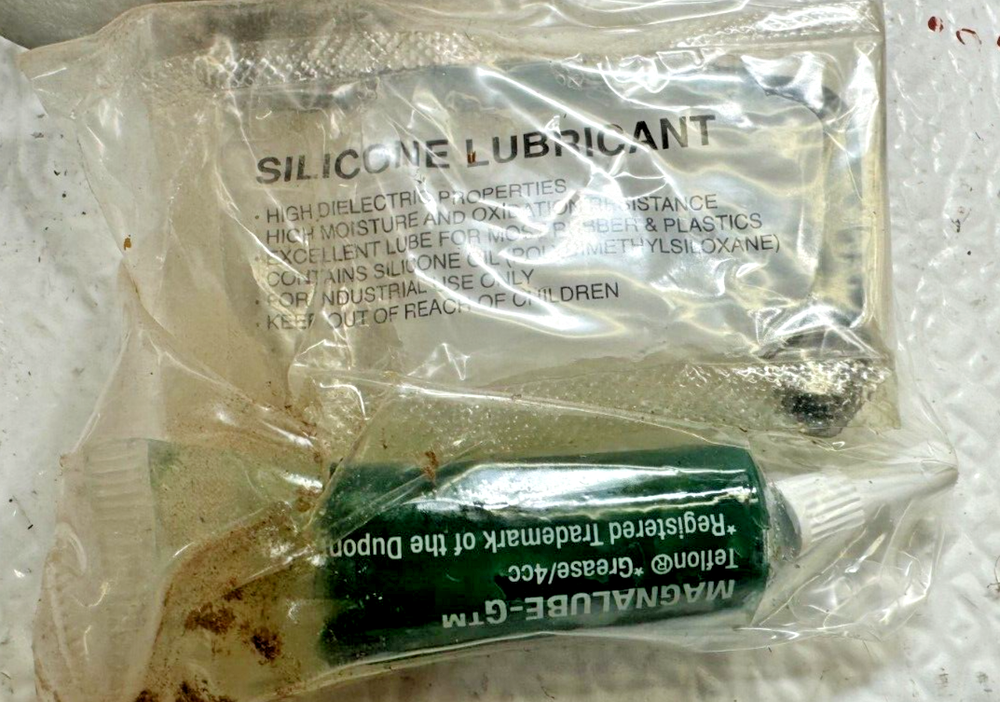 SILICONE LUBRICANT
· HIGH DIELECTRIC PROPERTIES
HIGH MOISTURE AND OXIDATION RESISTANCE
· EXCELLENT LUBE FOR MOST RUBBER & PLASTICS
CONTAINS SILICONE OIL (POLYDIMETHYLSILOXANE)
· FOR INDUSTRIAL USE ONLY
· KEEP OUT OF REACH OF CHILDREN
MAGNALUBE-G™
Teflon®*Grease/4cc
*Registered Trademark of the Dupon